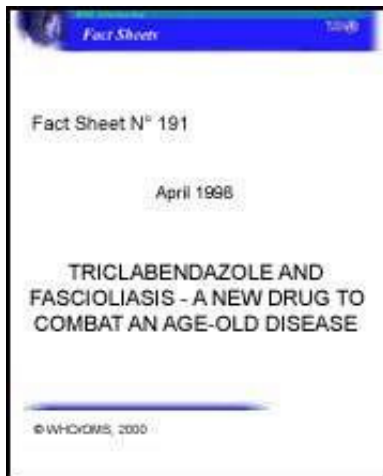 Fact Sheets
Fact Sheet N° 191
April 1998
TRICLABENDAZOLE AND
FASCIOLIASIS - A NEW DRUG TO
COMBAT AN AGE-OLD DISEASE
© WHO/OMS, 2000